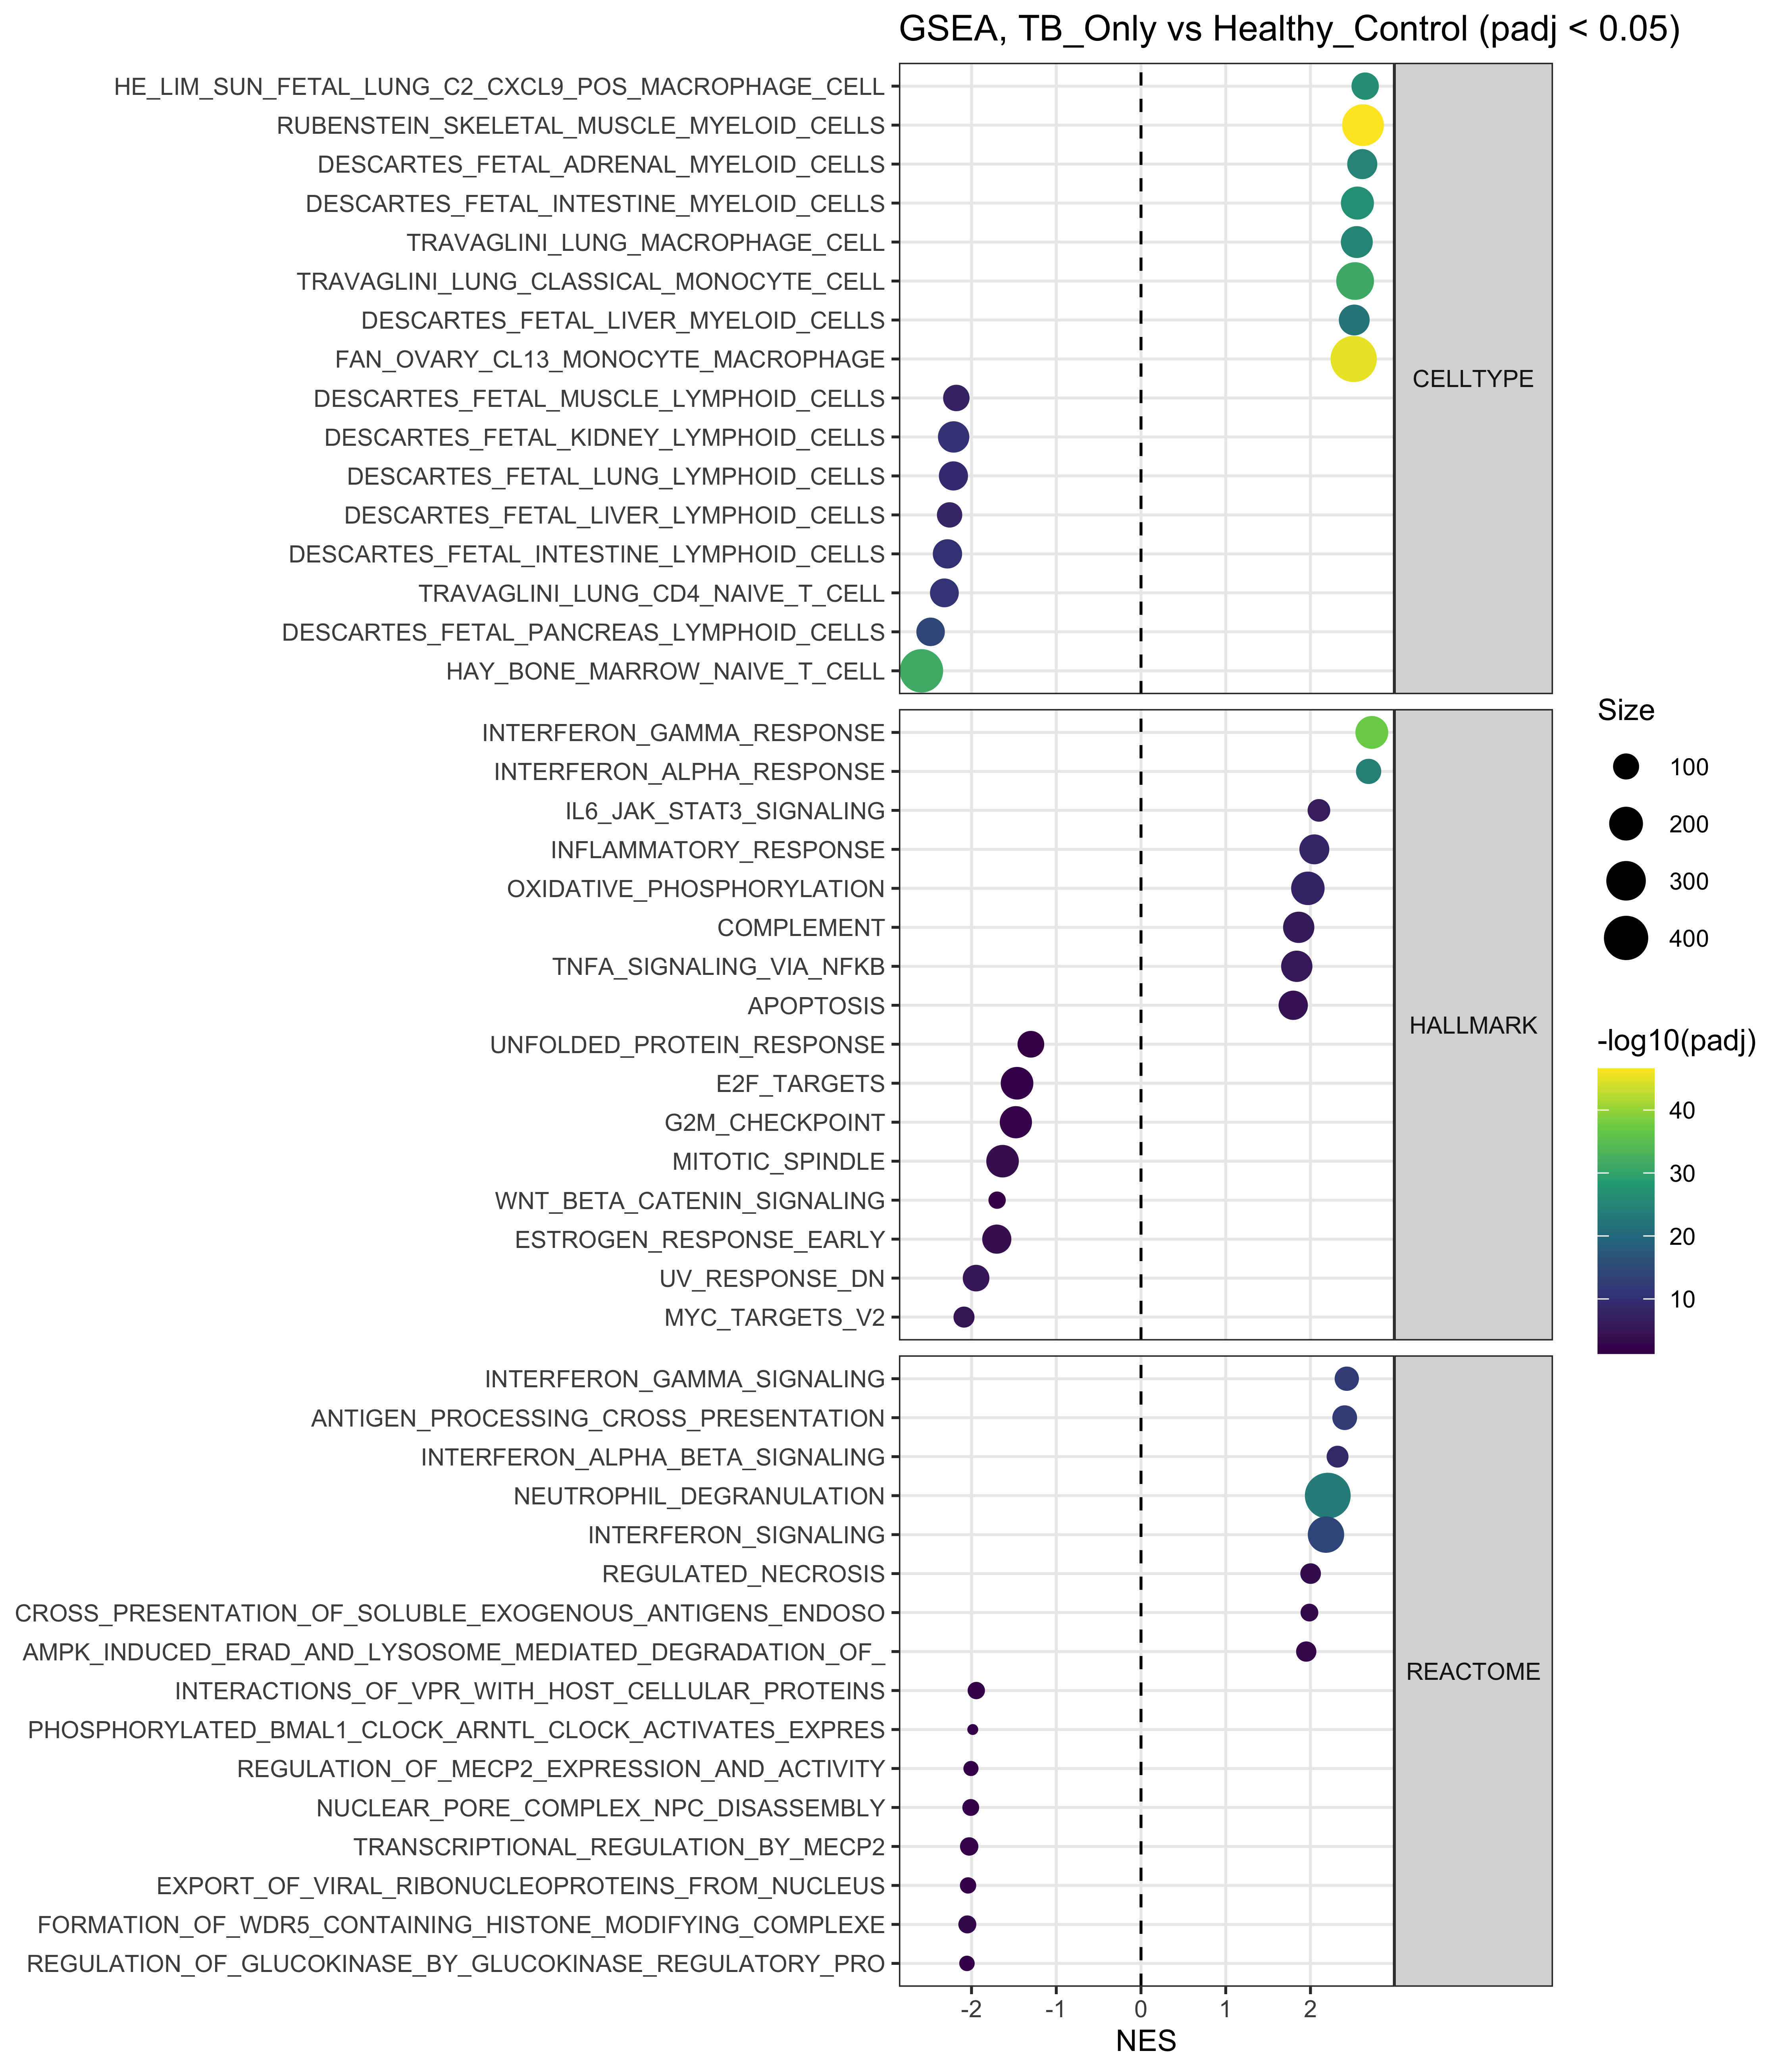 GSEA, TB_Only vs Healthy_Control (padj < 0.05)
HE_LIM_SUN_FETAL_LUNG_C2_CXCL9_POS_MACROPHAGE_CELL
RUBENSTEIN_SKELETAL_MUSCLE_MYELOID_CELLS
DESCARTES_FETAL_ADRENAL_MYELOID_CELLS
DESCARTES_FETAL_INTESTINE_MYELOID_CELLS
TRAVAGLINI_LUNG_MACROPHAGE_CELL
TRAVAGLINI_LUNG_CLASSICAL_MONOCYTE_CELL
DESCARTES_FETAL_LIVER_MYELOID_CELLS
FAN_OVARY_CL13_MONOCYTE_MACROPHAGE
DESCARTES_FETAL_MUSCLE_LYMPHOID_CELLS
DESCARTES_FETAL_KIDNEY_LYMPHOID_CELLS
DESCARTES_FETAL_LUNG_LYMPHOID_CELLS
DESCARTES_FETAL_LIVER_LYMPHOID_CELLS
DESCARTES_FETAL_INTESTINE_LYMPHOID_CELLS
TRAVAGLINI_LUNG_CD4_NAIVE_T_CELL
DESCARTES_FETAL_PANCREAS_LYMPHOID_CELLS
HAY_BONE_MARROW_NAIVE_T_CELL
CELLTYPE
INTERFERON_GAMMA_RESPONSE
INTERFERON_ALPHA_RESPONSE
IL6_JAK_STAT3_SIGNALING
INFLAMMATORY_RESPONSE
OXIDATIVE_PHOSPHORYLATION
COMPLEMENT
TNFA_SIGNALING_VIA_NFKB
APOPTOSIS
UNFOLDED_PROTEIN_RESPONSE
E2F_TARGETS
G2M_CHECKPOINT
MITOTIC_SPINDLE
WNT_BETA_CATENIN_SIGNALING
ESTROGEN_RESPONSE_EARLY
UV_RESPONSE_DN
MYC_TARGETS_V2
HALLMARK
INTERFERON_GAMMA_SIGNALING
ANTIGEN_PROCESSING_CROSS_PRESENTATION
INTERFERON_ALPHA_BETA_SIGNALING
NEUTROPHIL_DEGRANULATION
INTERFERON_SIGNALING
REGULATED_NECROSIS
CROSS_PRESENTATION_OF_SOLUBLE_EXOGENOUS_ANTIGENS_ENDOSO
AMPK_INDUCED_ERAD_AND_LYSOSOME_MEDIATED_DEGRADATION_OF_
INTERACTIONS_OF_VPR_WITH_HOST_CELLULAR_PROTEINS
PHOSPHORYLATED_BMAL1_CLOCK_ARNTL_CLOCK_ACTIVATES_EXPRES
REGULATION_OF_MECP2_EXPRESSION_AND_ACTIVITY
NUCLEAR_PORE_COMPLEX_NPC_DISASSEMBLY
TRANSCRIPTIONAL_REGULATION_BY_MECP2
EXPORT_OF_VIRAL_RIBONUCLEOPROTEINS_FROM_NUCLEUS
FORMATION_OF_WDR5_CONTAINING_HISTONE_MODIFYING_COMPLEXE
REGULATION_OF_GLUCOKINASE_BY_GLUCOKINASE_REGULATORY_PRO
REACTOME
-2 -1 0 1 2
NES
Size
100
200
300
400
-log10(padj)
40
30
20
10